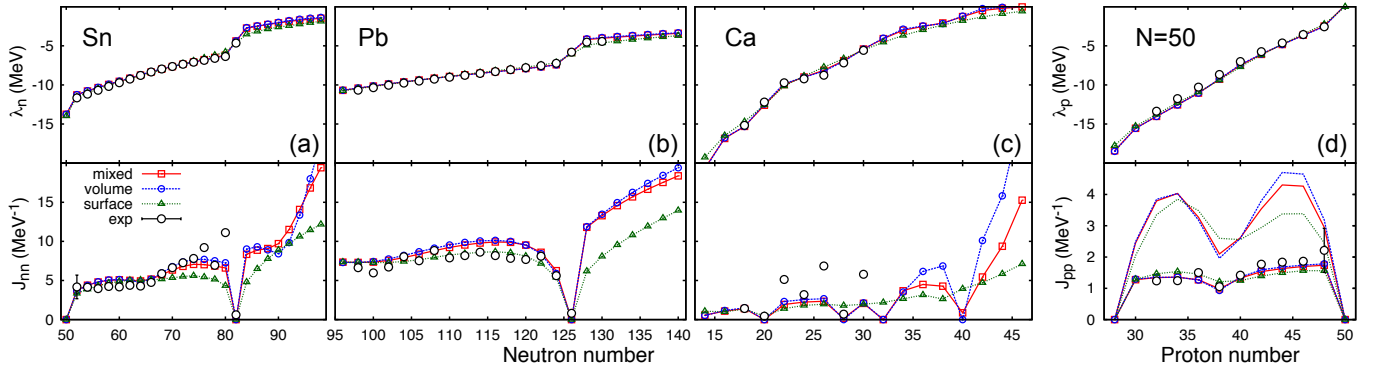 Sn
Pb
Ca
N=50
λn (MeV)
-5
-10
-15
(a)
(b)
(c)
λp (MeV)
-5
-10
-15
(d)
Jnn (MeV⁻¹)
15
10
5
0
mixed
volume
surface
exp
Jpp (MeV⁻¹)
4
3
2
1
0
50 60 70 80 90
95 100 105 110 115 120 125 130 135 140
15 20 25 30 35 40 45
30 35 40 45 50
Neutron number
Proton number